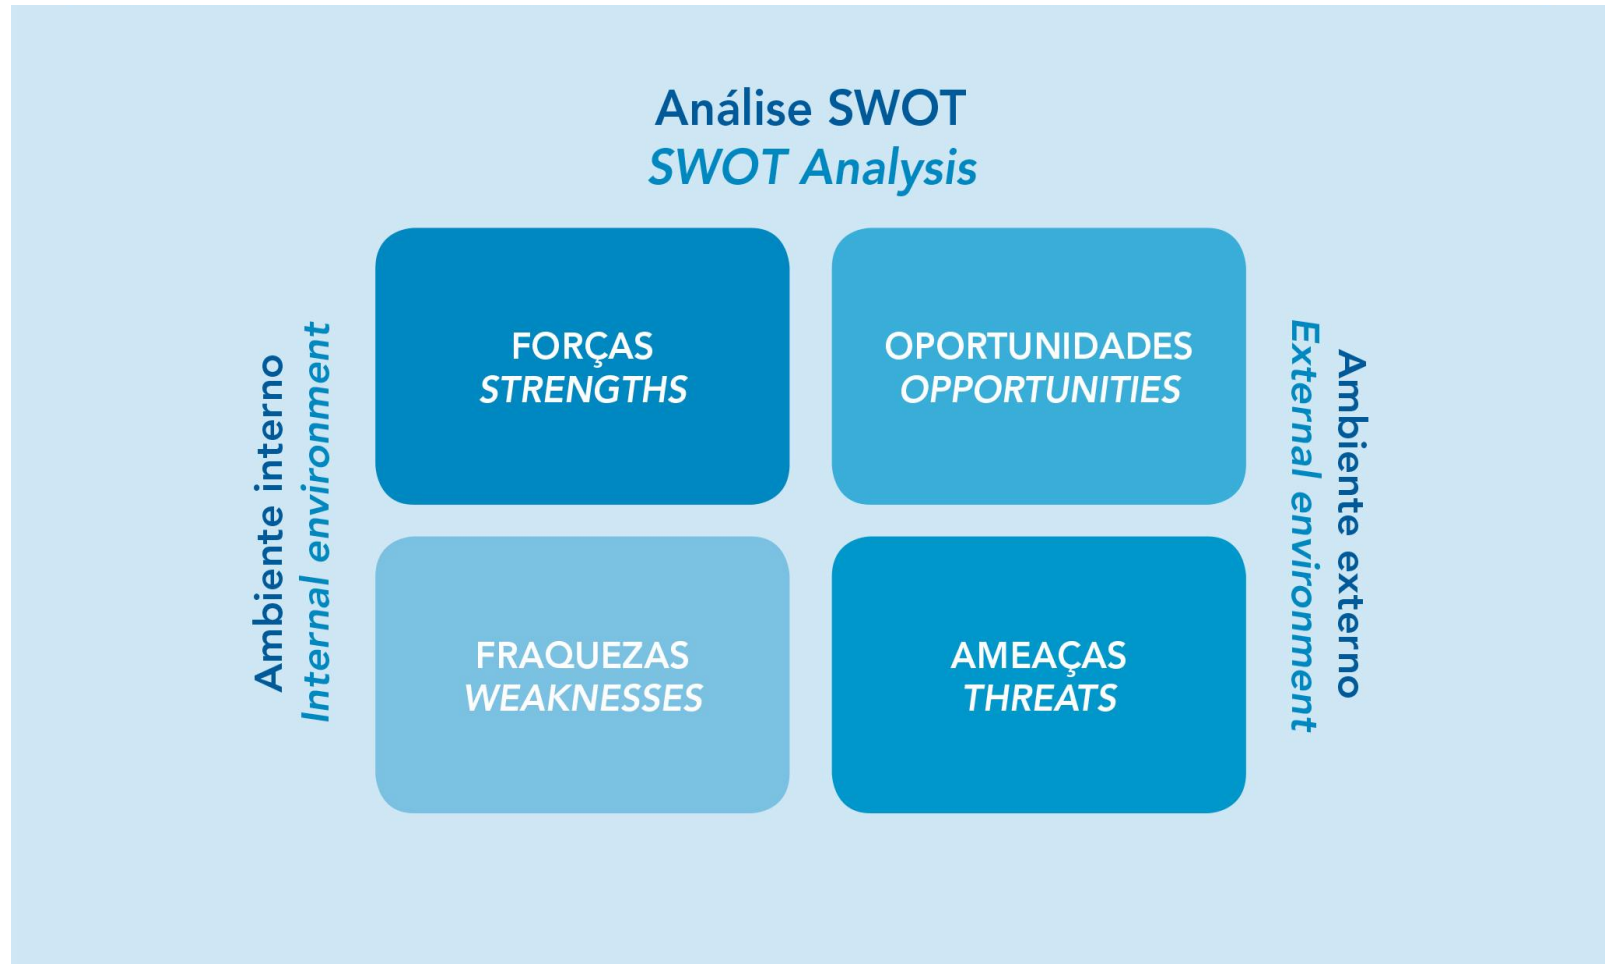 Análise SWOT
SWOT Analysis
Ambiente interno
Internal environment
FORÇAS
STRENGTHS
OPORTUNIDADES
OPPORTUNITIES
FRAQUEZAS
WEAKNESSES
AMEAÇAS
THREATS
Ambiente externo
External environment